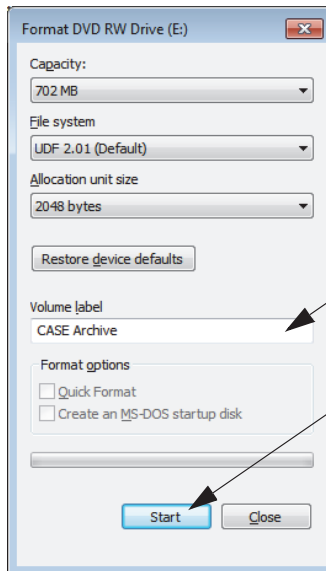 Format DVD RW Drive (E:)
Capacity:
702 MB
File system
UDF 2.01 (Default)
Allocation unit size
2048 bytes
Restore device defaults
Volume label
CASE Archive
Format options
Quick Format
Create an MS-DOS startup disk
Start Close